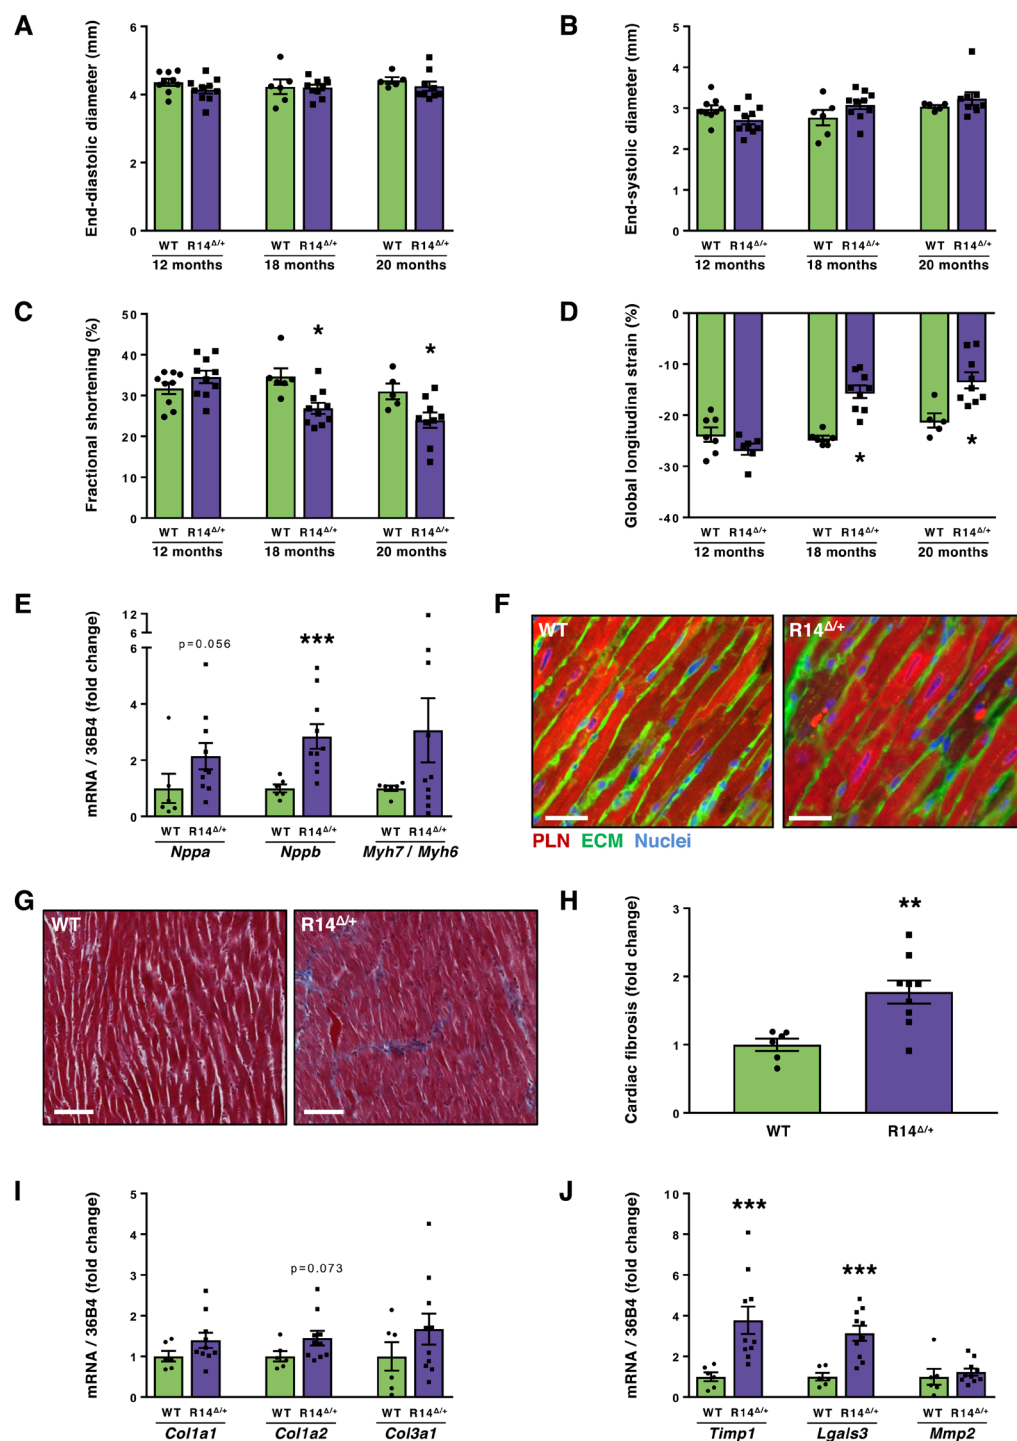 A
End-diastolic diameter (mm)
6
4
2
0
WT R14Δ/+ WT R14Δ/+ WT R14Δ/+
12 months 18 months 20 months
B
End-systolic diameter (mm)
5
4
3
2
1
0
WT R14Δ/+ WT R14Δ/+ WT R14Δ/+
12 months 18 months 20 months
C
Fractional shortening (%)
50
40
30
20
10
0
* *
WT R14Δ/+ WT R14Δ/+ WT R14Δ/+
12 months 18 months 20 months
D
Global longitudinal strain (%)
0
-10
-20
-30
-40
* *
WT R14Δ/+ WT R14Δ/+ WT R14Δ/+
12 months 18 months 20 months
E
mRNA / 36B4 (fold change)
12
6
6
4
2
0
p=0.056 ***
WT R14Δ/+ WT R14Δ/+ WT R14Δ/+
Nppa Nppb Myh7 / Myh6
F
WT R14Δ/+
PLN ECM Nuclei
G
WT R14Δ/+
H
Cardiac fibrosis (fold change)
3
2
1
0
**
WT R14Δ/+
I
mRNA / 36B4 (fold change)
5
4
3
2
1
0
p=0.073
WT R14Δ/+ WT R14Δ/+ WT R14Δ/+
Col1a1 Col1a2 Col3a1
J
mRNA / 36B4 (fold change)
10
8
6
4
2
0
*** ***
WT R14Δ/+ WT R14Δ/+ WT R14Δ/+
Timp1 Lgals3 Mmp2